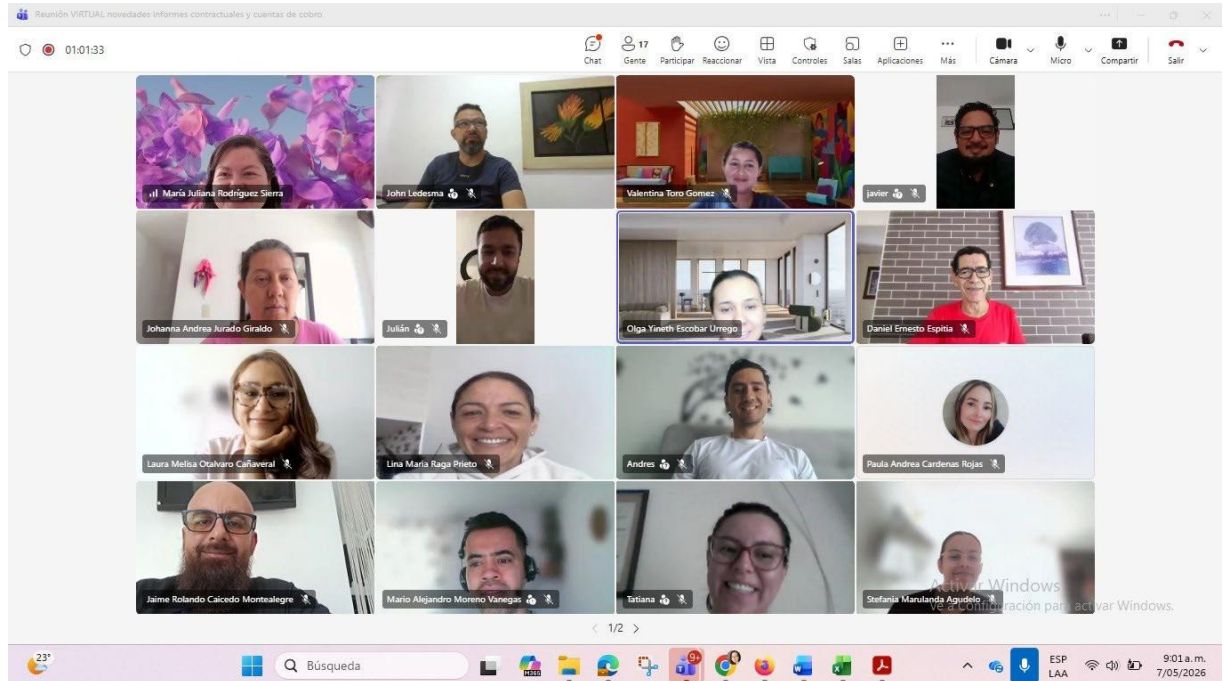 Reunión VIRTUAL novedades informes contractuales y cuentas de cobro
01:01:33
17
Chat Gente Participar Reaccionar Vista Controles Salas Aplicaciones Más Cámara Micro Compartir Salir
María Juliana Rodríguez Sierra
John Ledesma
Valentina Toro Gomez
javier
Johanna Andrea Jurado Giraldo
Julián
Olga Yineth Escobar Urrego
Daniel Ernesto Espitia
Laura Melisa Otalvaro Cañaveral
Lina Maria Raga Prieto
Andres
Paula Andrea Cardenas Rojas
Jaime Rolando Caicedo Montealegre
Mario Alejandro Moreno Vanegas
Tatiana
Stefania Marulanda Agudelo
Activar Windows
Ve a Configuración para activar Windows.
1/2
23°
Búsqueda
M365
9+
ESP
LAA
9:01 a. m.
7/05/2026